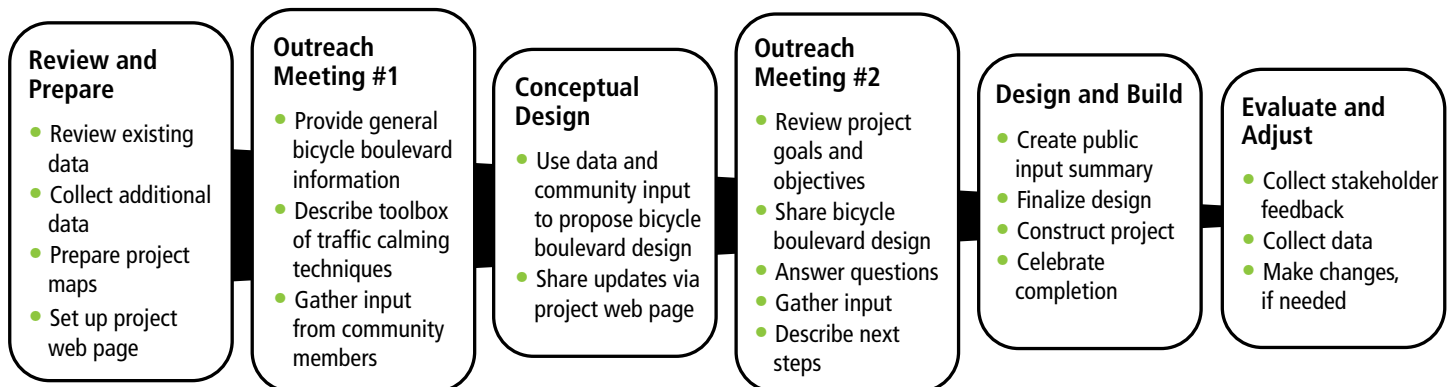 Review and
Prepare
• Review existing
data
• Collect additional
data
• Prepare project
maps
• Set up project
web page
Outreach
Meeting #1
• Provide general
bicycle boulevard
information
• Describe toolbox
of traffic calming
techniques
• Gather input
from community
members
Conceptual
Design
• Use data and
community input
to propose bicycle
boulevard design
• Share updates via
project web page
Outreach
Meeting #2
• Review project
goals and
objectives
• Share bicycle
boulevard design
• Answer questions
• Gather input
• Describe next
steps
Design and Build
• Create public
input summary
• Finalize design
• Construct project
• Celebrate
completion
Evaluate and
Adjust
• Collect stakeholder
feedback
• Collect data
• Make changes,
if needed